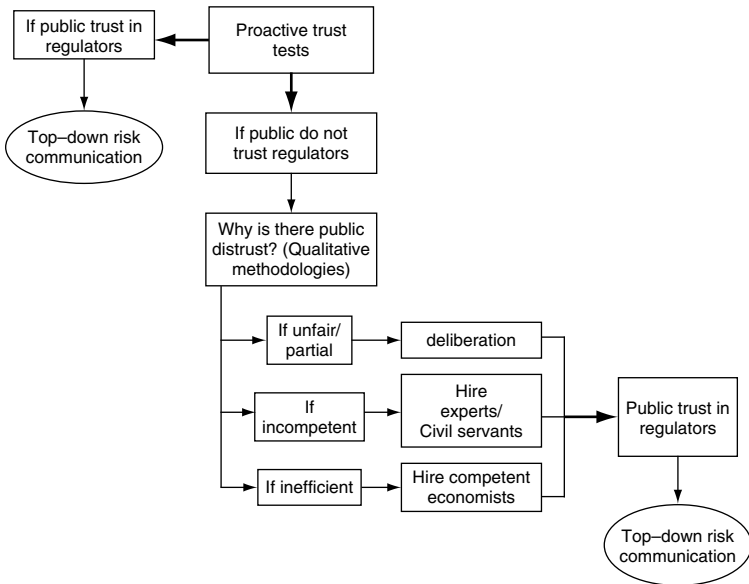 If public trust in
regulators
Proactive trust
tests
Top–down risk
communication
If public do not
trust regulators
Why is there public
distrust? (Qualitative
methodologies)
If unfair/
partial
deliberation
If
incompetent
Hire
experts/
Civil servants
If inefficient
Hire competent
economists
Public trust in
regulators
Top–down risk
communication